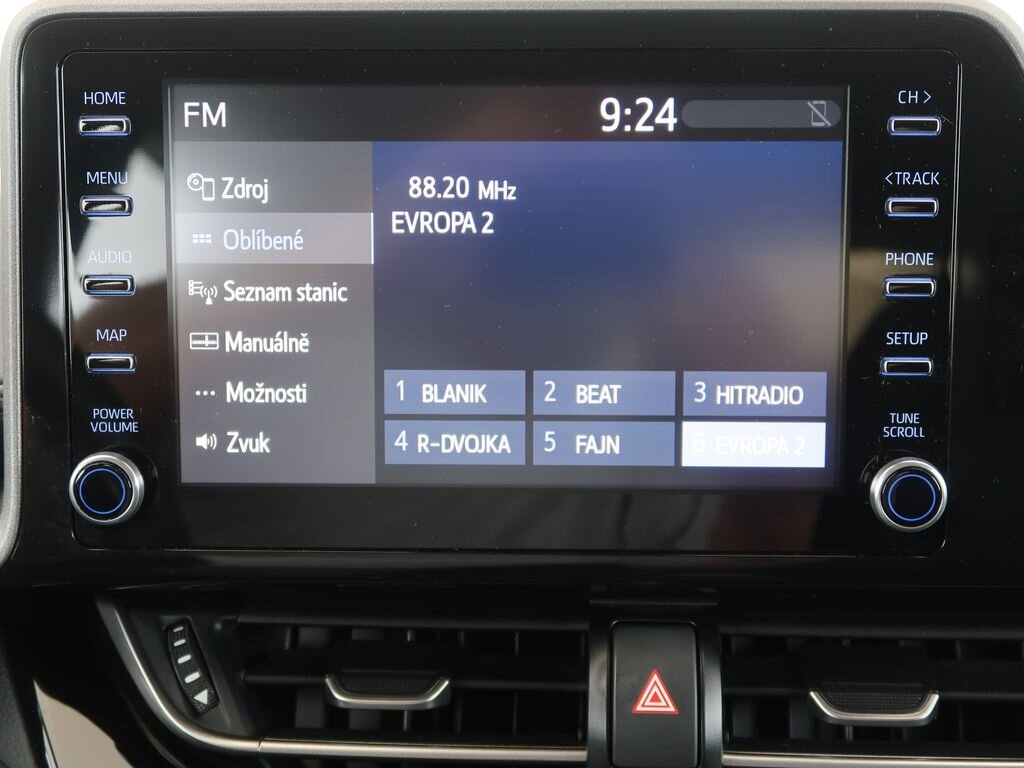 HOME
MENU
AUDIO
MAP
POWER
VOLUME
FM
9:24
Zdroj
Oblíbené
Seznam stanic
Manuálně
Možnosti
Zvuk
88.20 MHz
EVROPA 2
1 BLANIK
2 BEAT
3 HITRADIO
4 R-DVOJKA
5 FAJN
6 EVROPA 2
CH >
<TRACK
PHONE
SETUP
TUNE
SCROLL